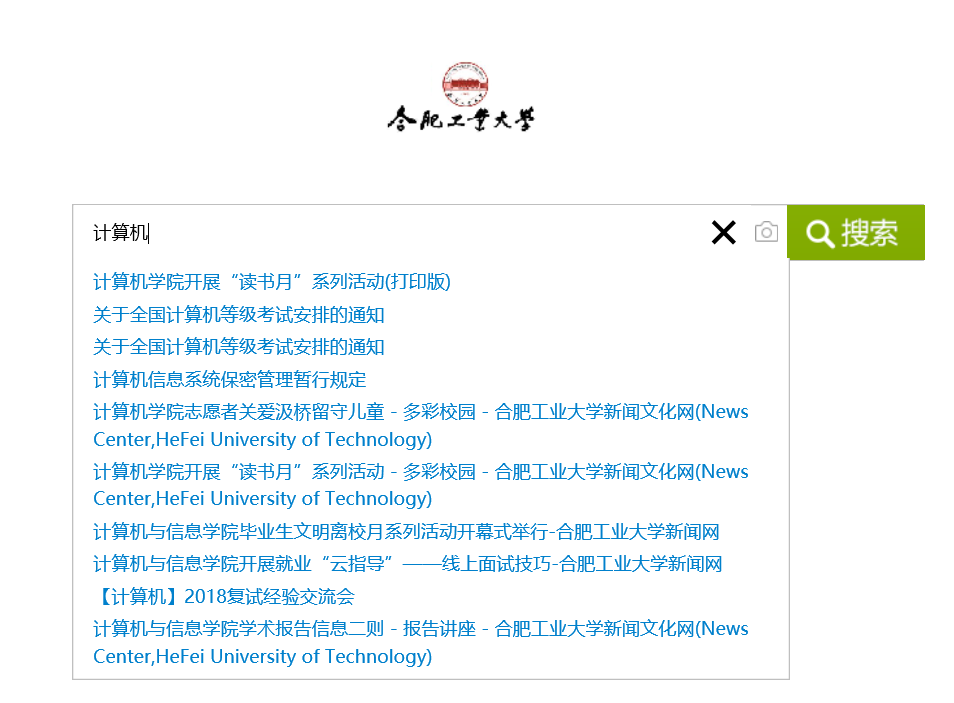 合肥工業大學
计算机
搜索
计算机学院开展“读书月”系列活动(打印版)
关于全国计算机等级考试安排的通知
关于全国计算机等级考试安排的通知
计算机信息系统保密管理暂行规定
计算机学院志愿者关爱汲桥留守儿童 - 多彩校园 - 合肥工业大学新闻文化网(News
Center,HeFei University of Technology)
计算机学院开展“读书月”系列活动 - 多彩校园 - 合肥工业大学新闻文化网(News
Center,HeFei University of Technology)
计算机与信息学院毕业生文明离校月系列活动开幕式举行-合肥工业大学新闻网
计算机与信息学院开展就业“云指导”——线上面试技巧-合肥工业大学新闻网
【计算机】2018复试经验交流会
计算机与信息学院学术报告信息二则 - 报告讲座 - 合肥工业大学新闻文化网(News
Center,HeFei University of Technology)